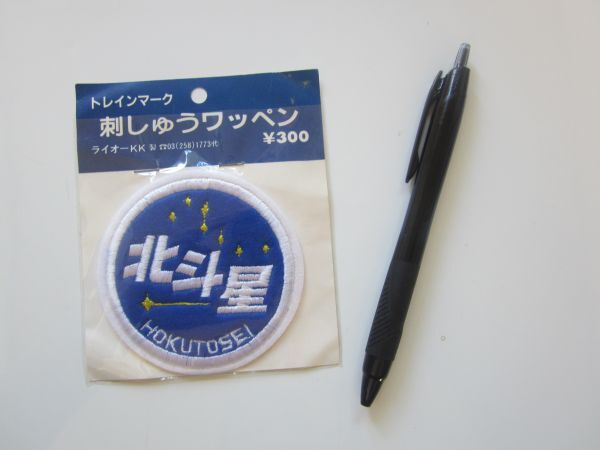 トレインマーク
刺しゅうワッペン
¥300
ライオーKK 製 ☎03(258)1773代
北斗星
HOKUTOSEI